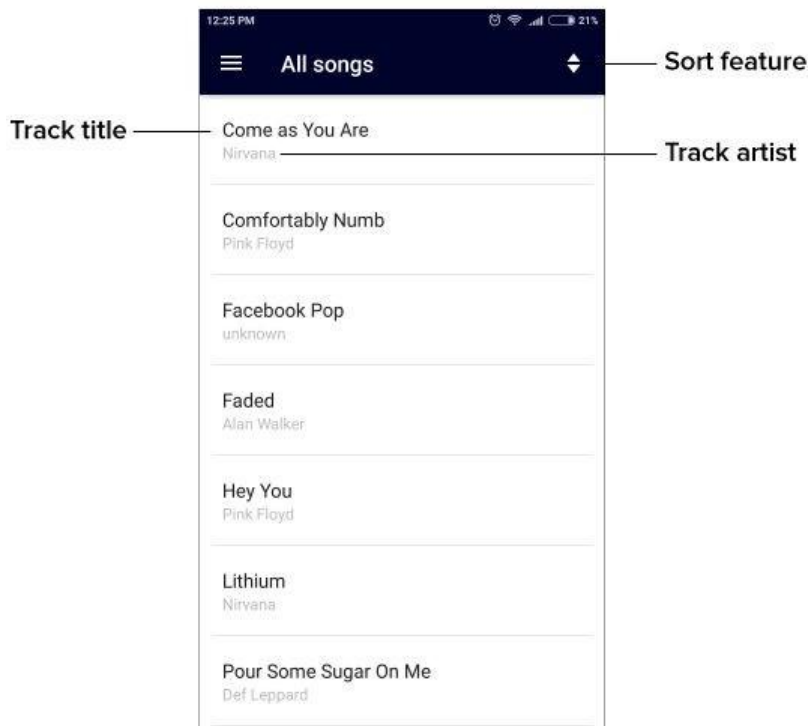 12:25 PM 21%
All songs
Sort feature
Track title
Come as You Are
Nirvana
Track artist
Comfortably Numb
Pink Floyd
Facebook Pop
unknown
Faded
Alan Walker
Hey You
Pink Floyd
Lithium
Nirvana
Pour Some Sugar On Me
Def Leppard